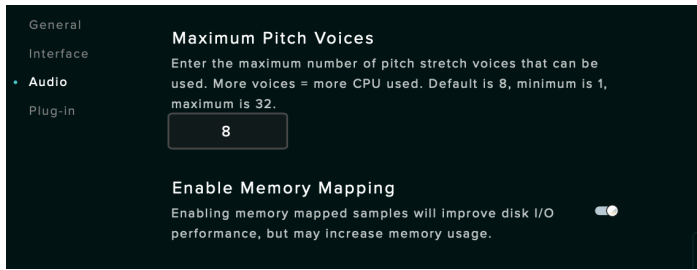 General
Interface
Audio
Plug-in
Maximum Pitch Voices
Enter the maximum number of pitch stretch voices that can be
used. More voices = more CPU used. Default is 8, minimum is 1,
maximum is 32.
8
Enable Memory Mapping
Enabling memory mapped samples will improve disk I/O
performance, but may increase memory usage.